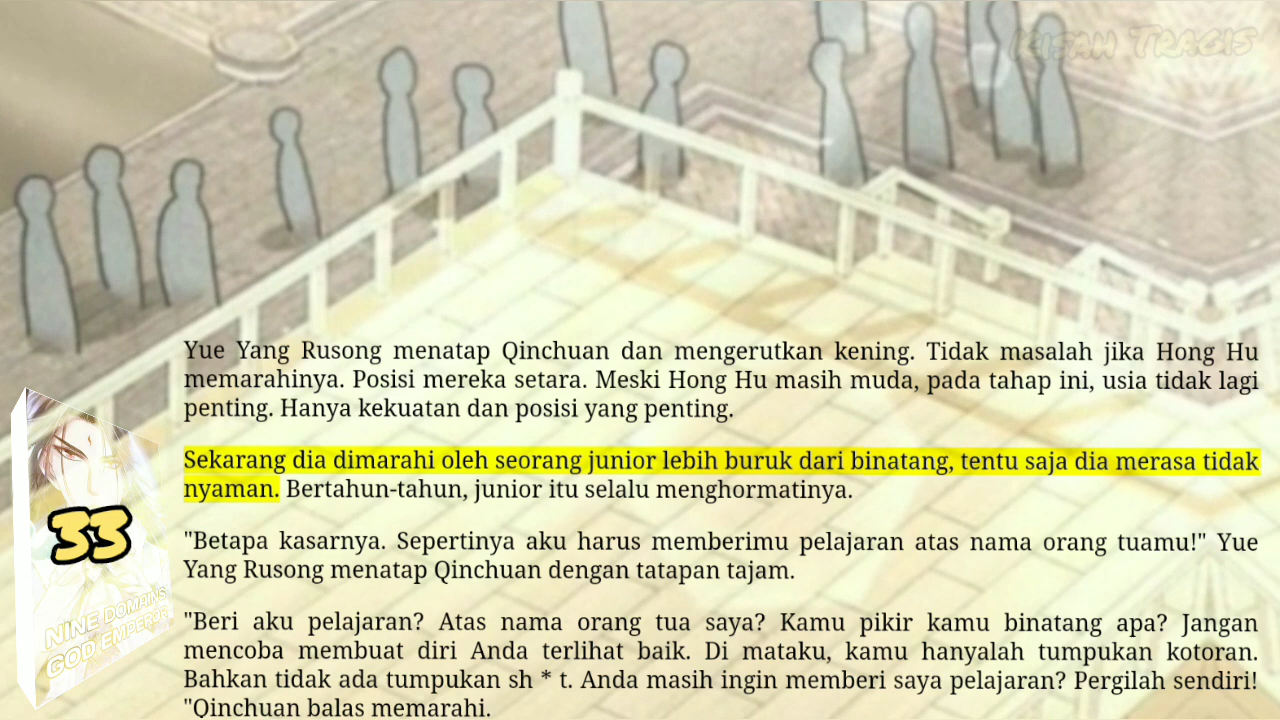 KISAH TRAGIS
Yue Yang Rusong menatap Qinchuan dan mengerutkan kening. Tidak masalah jika Hong Hu
memarahinya. Posisi mereka setara. Meski Hong Hu masih muda, pada tahap ini, usia tidak lagi
penting. Hanya kekuatan dan posisi yang penting.
Sekarang dia dimarahi oleh seorang junior lebih buruk dari binatang, tentu saja dia merasa tidak
nyaman. Bertahun-tahun, junior itu selalu menghormatinya.
"Betapa kasarnya. Sepertinya aku harus memberimu pelajaran atas nama orang tuamu!" Yue
Yang Rusong menatap Qinchuan dengan tatapan tajam.
"Beri aku pelajaran? Atas nama orang tua saya? Kamu pikir kamu binatang apa? Jangan
mencoba membuat diri Anda terlihat baik. Di mataku, kamu hanyalah tumpukan kotoran.
Bahkan tidak ada tumpukan sh * t. Anda masih ingin memberi saya pelajaran? Pergilah sendiri!
"Qinchuan balas memarahi.
33
NINE DOMAINS
GOD EMPEROR